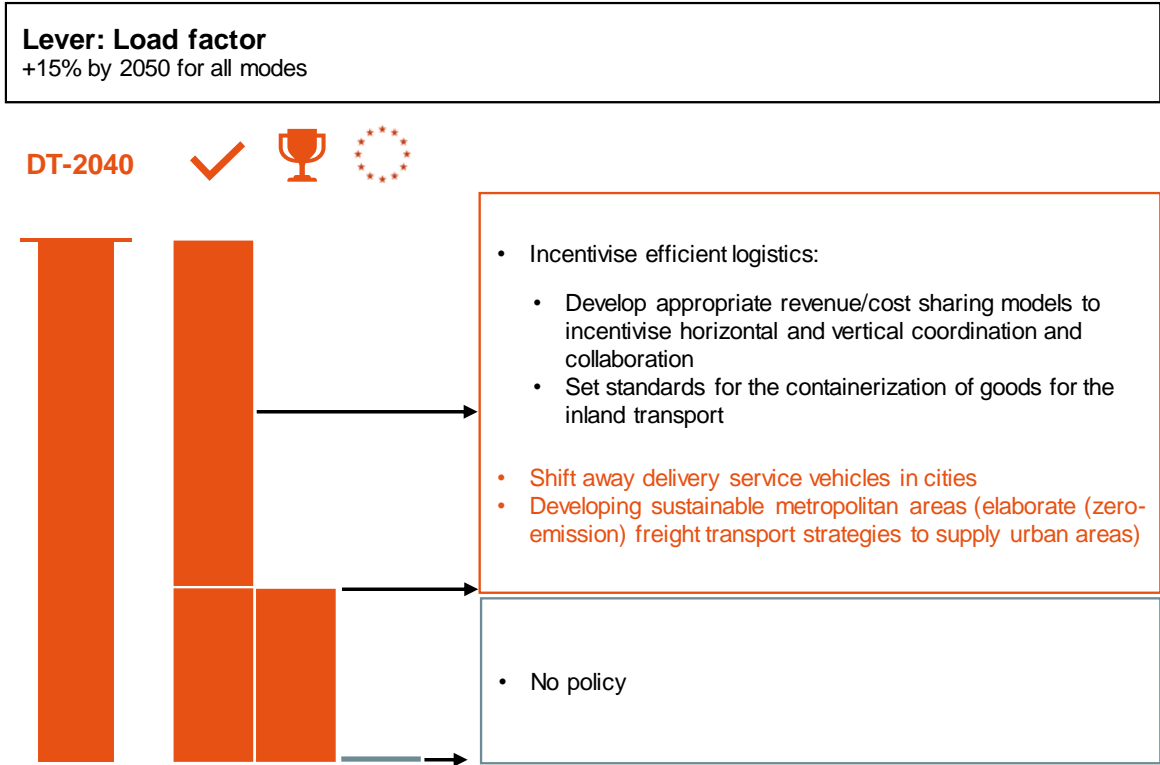 Lever: Load factor
+15% by 2050 for all modes
DT-2040
• Incentivise efficient logistics:
• Develop appropriate revenue/cost sharing models to
incentivise horizontal and vertical coordination and
collaboration
• Set standards for the containerization of goods for the
inland transport
• Shift away delivery service vehicles in cities
• Developing sustainable metropolitan areas (elaborate (zero-
emission) freight transport strategies to supply urban areas)
• No policy